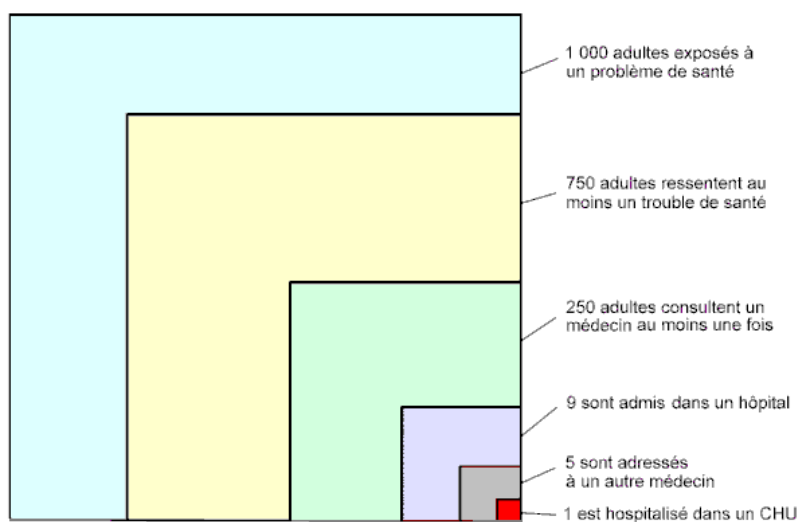 1 000 adultes exposés à
un problème de santé
750 adultes ressentent au
moins un trouble de santé
250 adultes consultent un
médecin au moins une fois
9 sont admis dans un hôpital
5 sont adressés
à un autre médecin
1 est hospitalisé dans un CHU